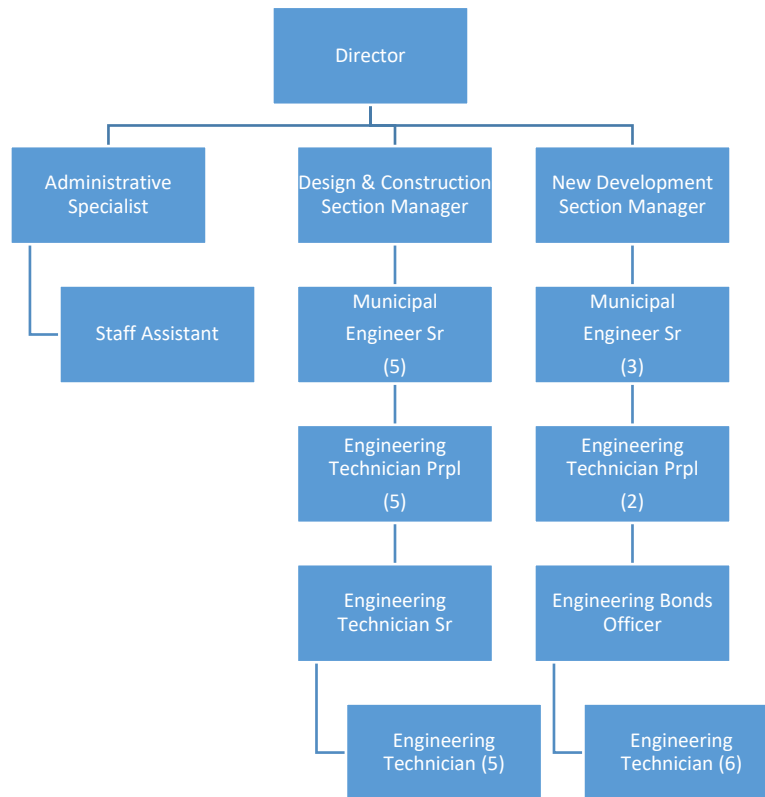 Director
Administrative
Specialist
Design & Construction
Section Manager
New Development
Section Manager
Staff Assistant
Municipal
Engineer Sr
(5)
Municipal
Engineer Sr
(3)
Engineering
Technician Prpl
(5)
Engineering
Technician Prpl
(2)
Engineering
Technician Sr
Engineering Bonds
Officer
Engineering
Technician (5)
Engineering
Technician (6)